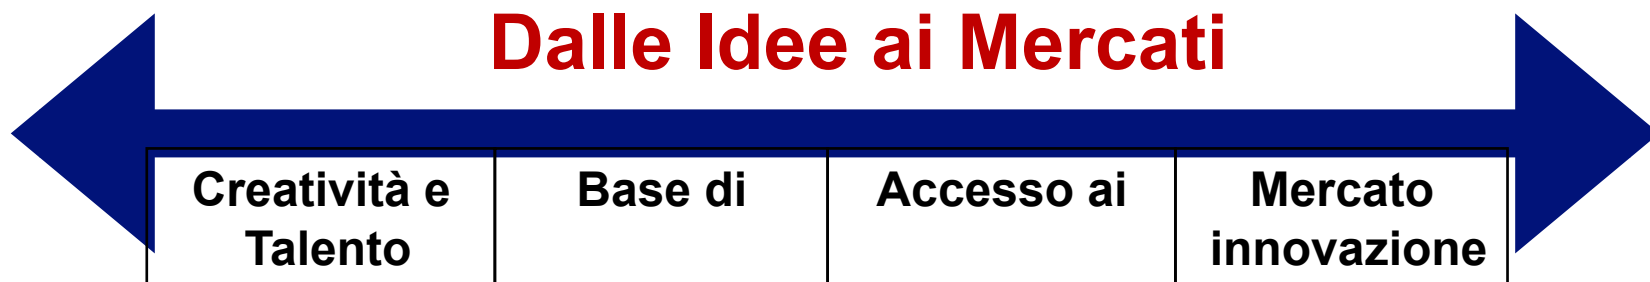 Dalle Idee ai Mercati
Creatività e
Talento
Base di
Accesso ai
Mercato
innovazione